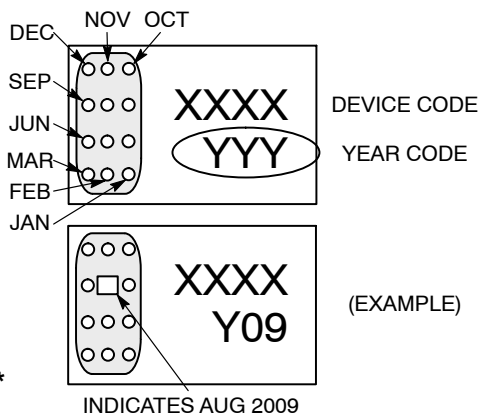 NOV OCT
DEC
SEP
XXXX DEVICE CODE
JUN
YYY YEAR CODE
MAR
FEB
JAN
XXXX
(EXAMPLE)
Y09
*
INDICATES AUG 2009